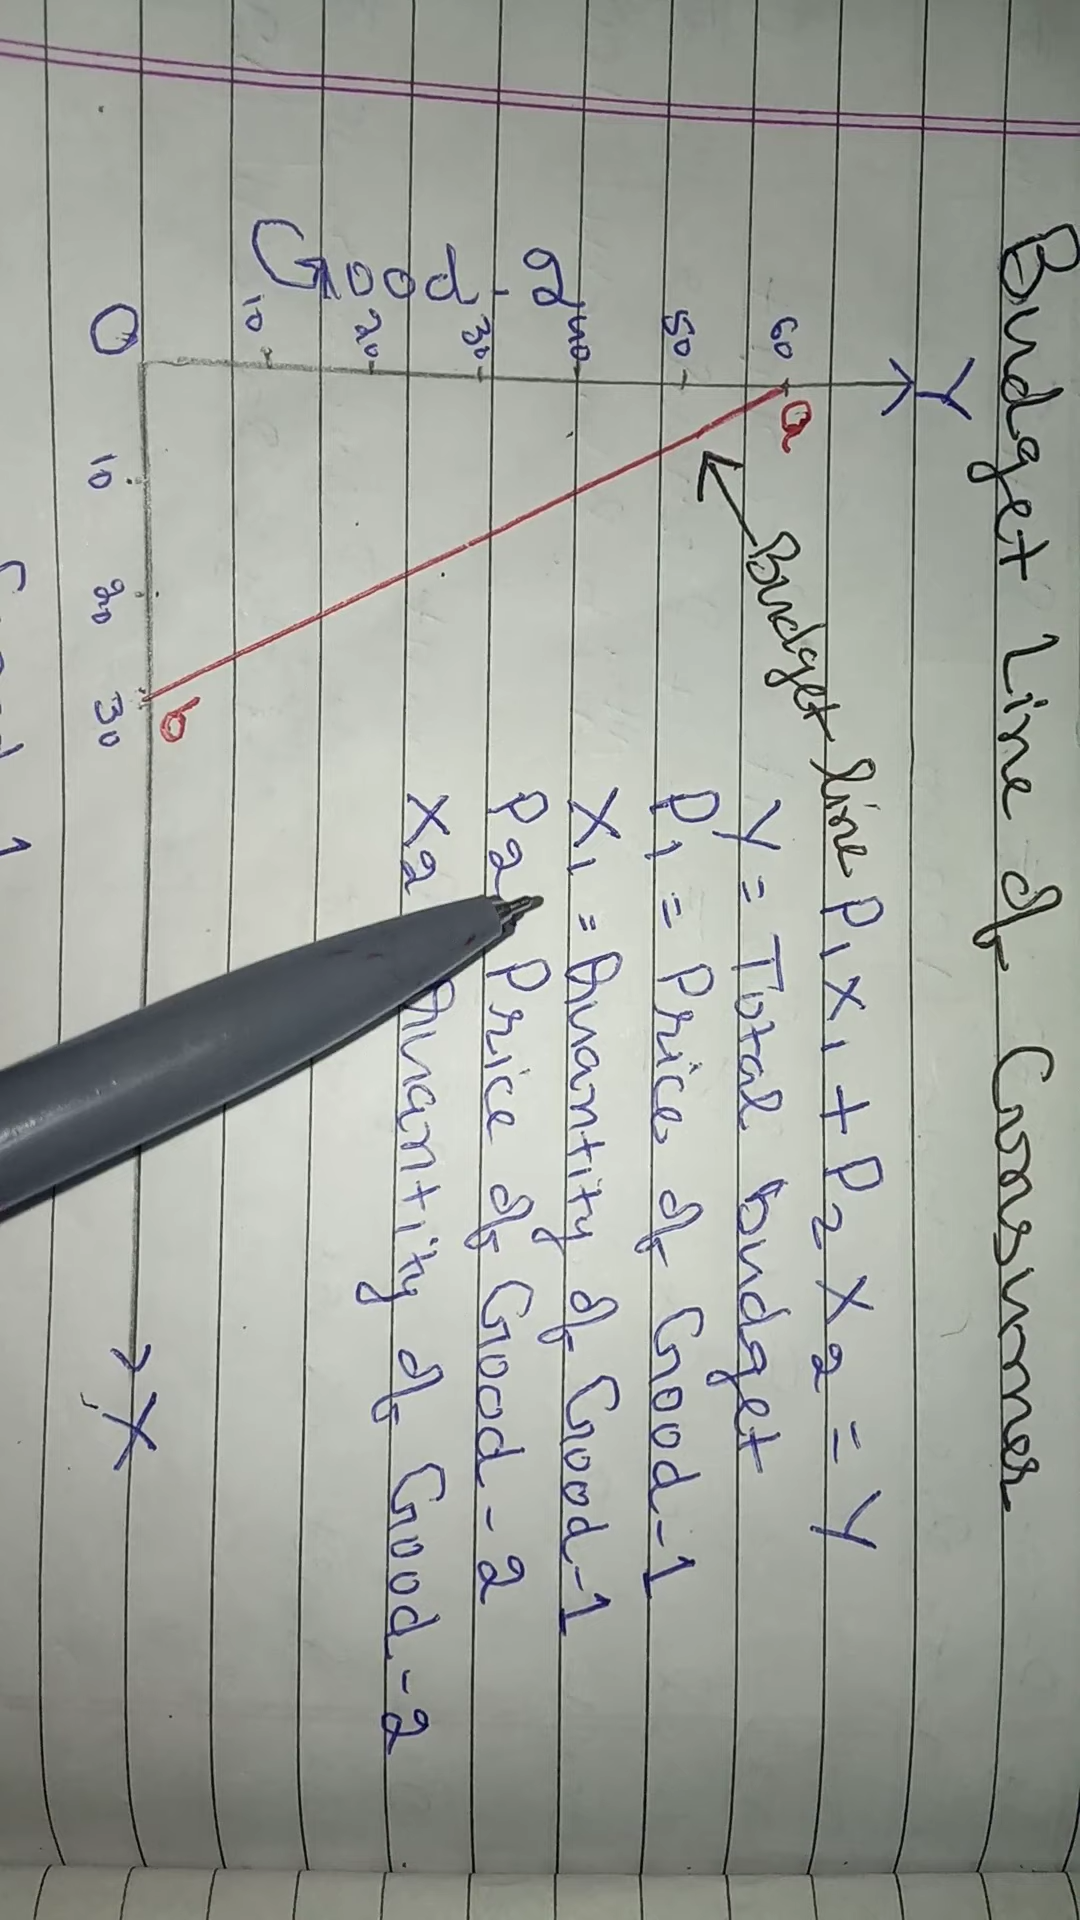 Budget Line of Consumer
Y
Budget line P1X1 + P2X2 = Y
60
a
50
40
30
20
10
Good-2
Y = Total budget
P1 = Price of Good-1
X1 = Quantity of Good-1
P2 Price of Good-2
X2 Quantity of Good-2
b
O
10
20
30
X